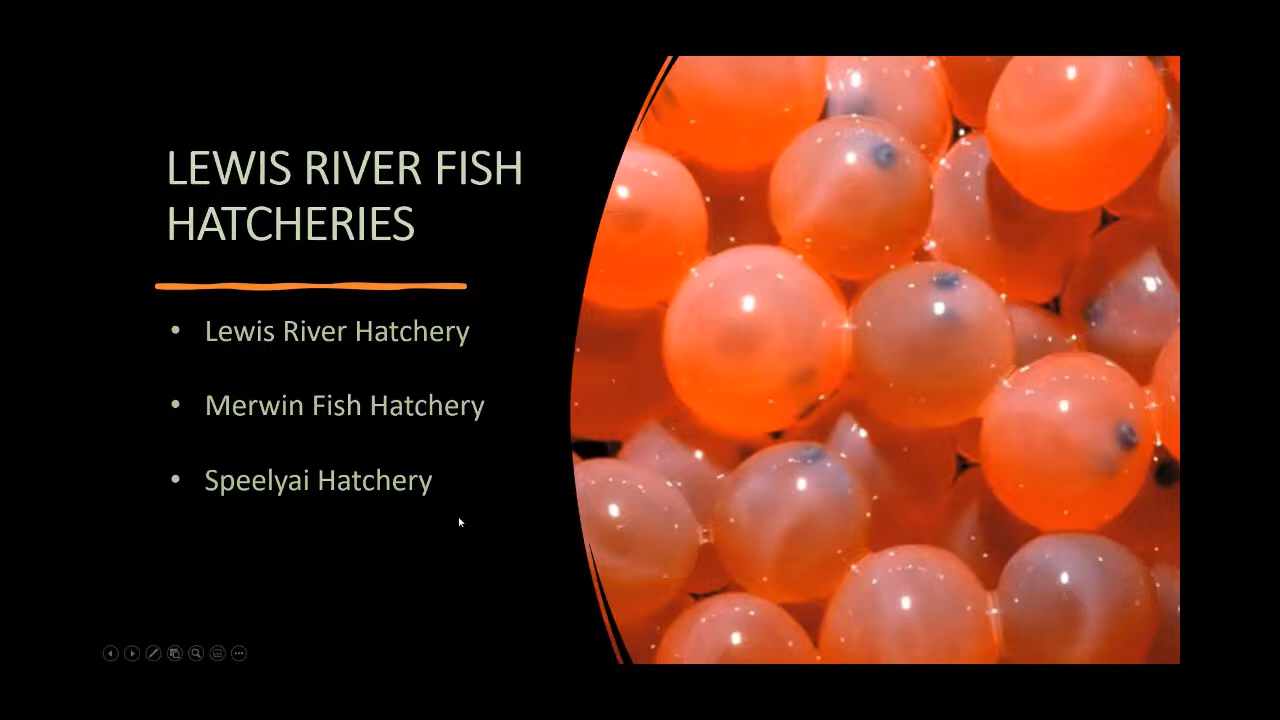 LEWIS RIVER FISH
HATCHERIES
• Lewis River Hatchery
• Merwin Fish Hatchery
• Speelyai Hatchery